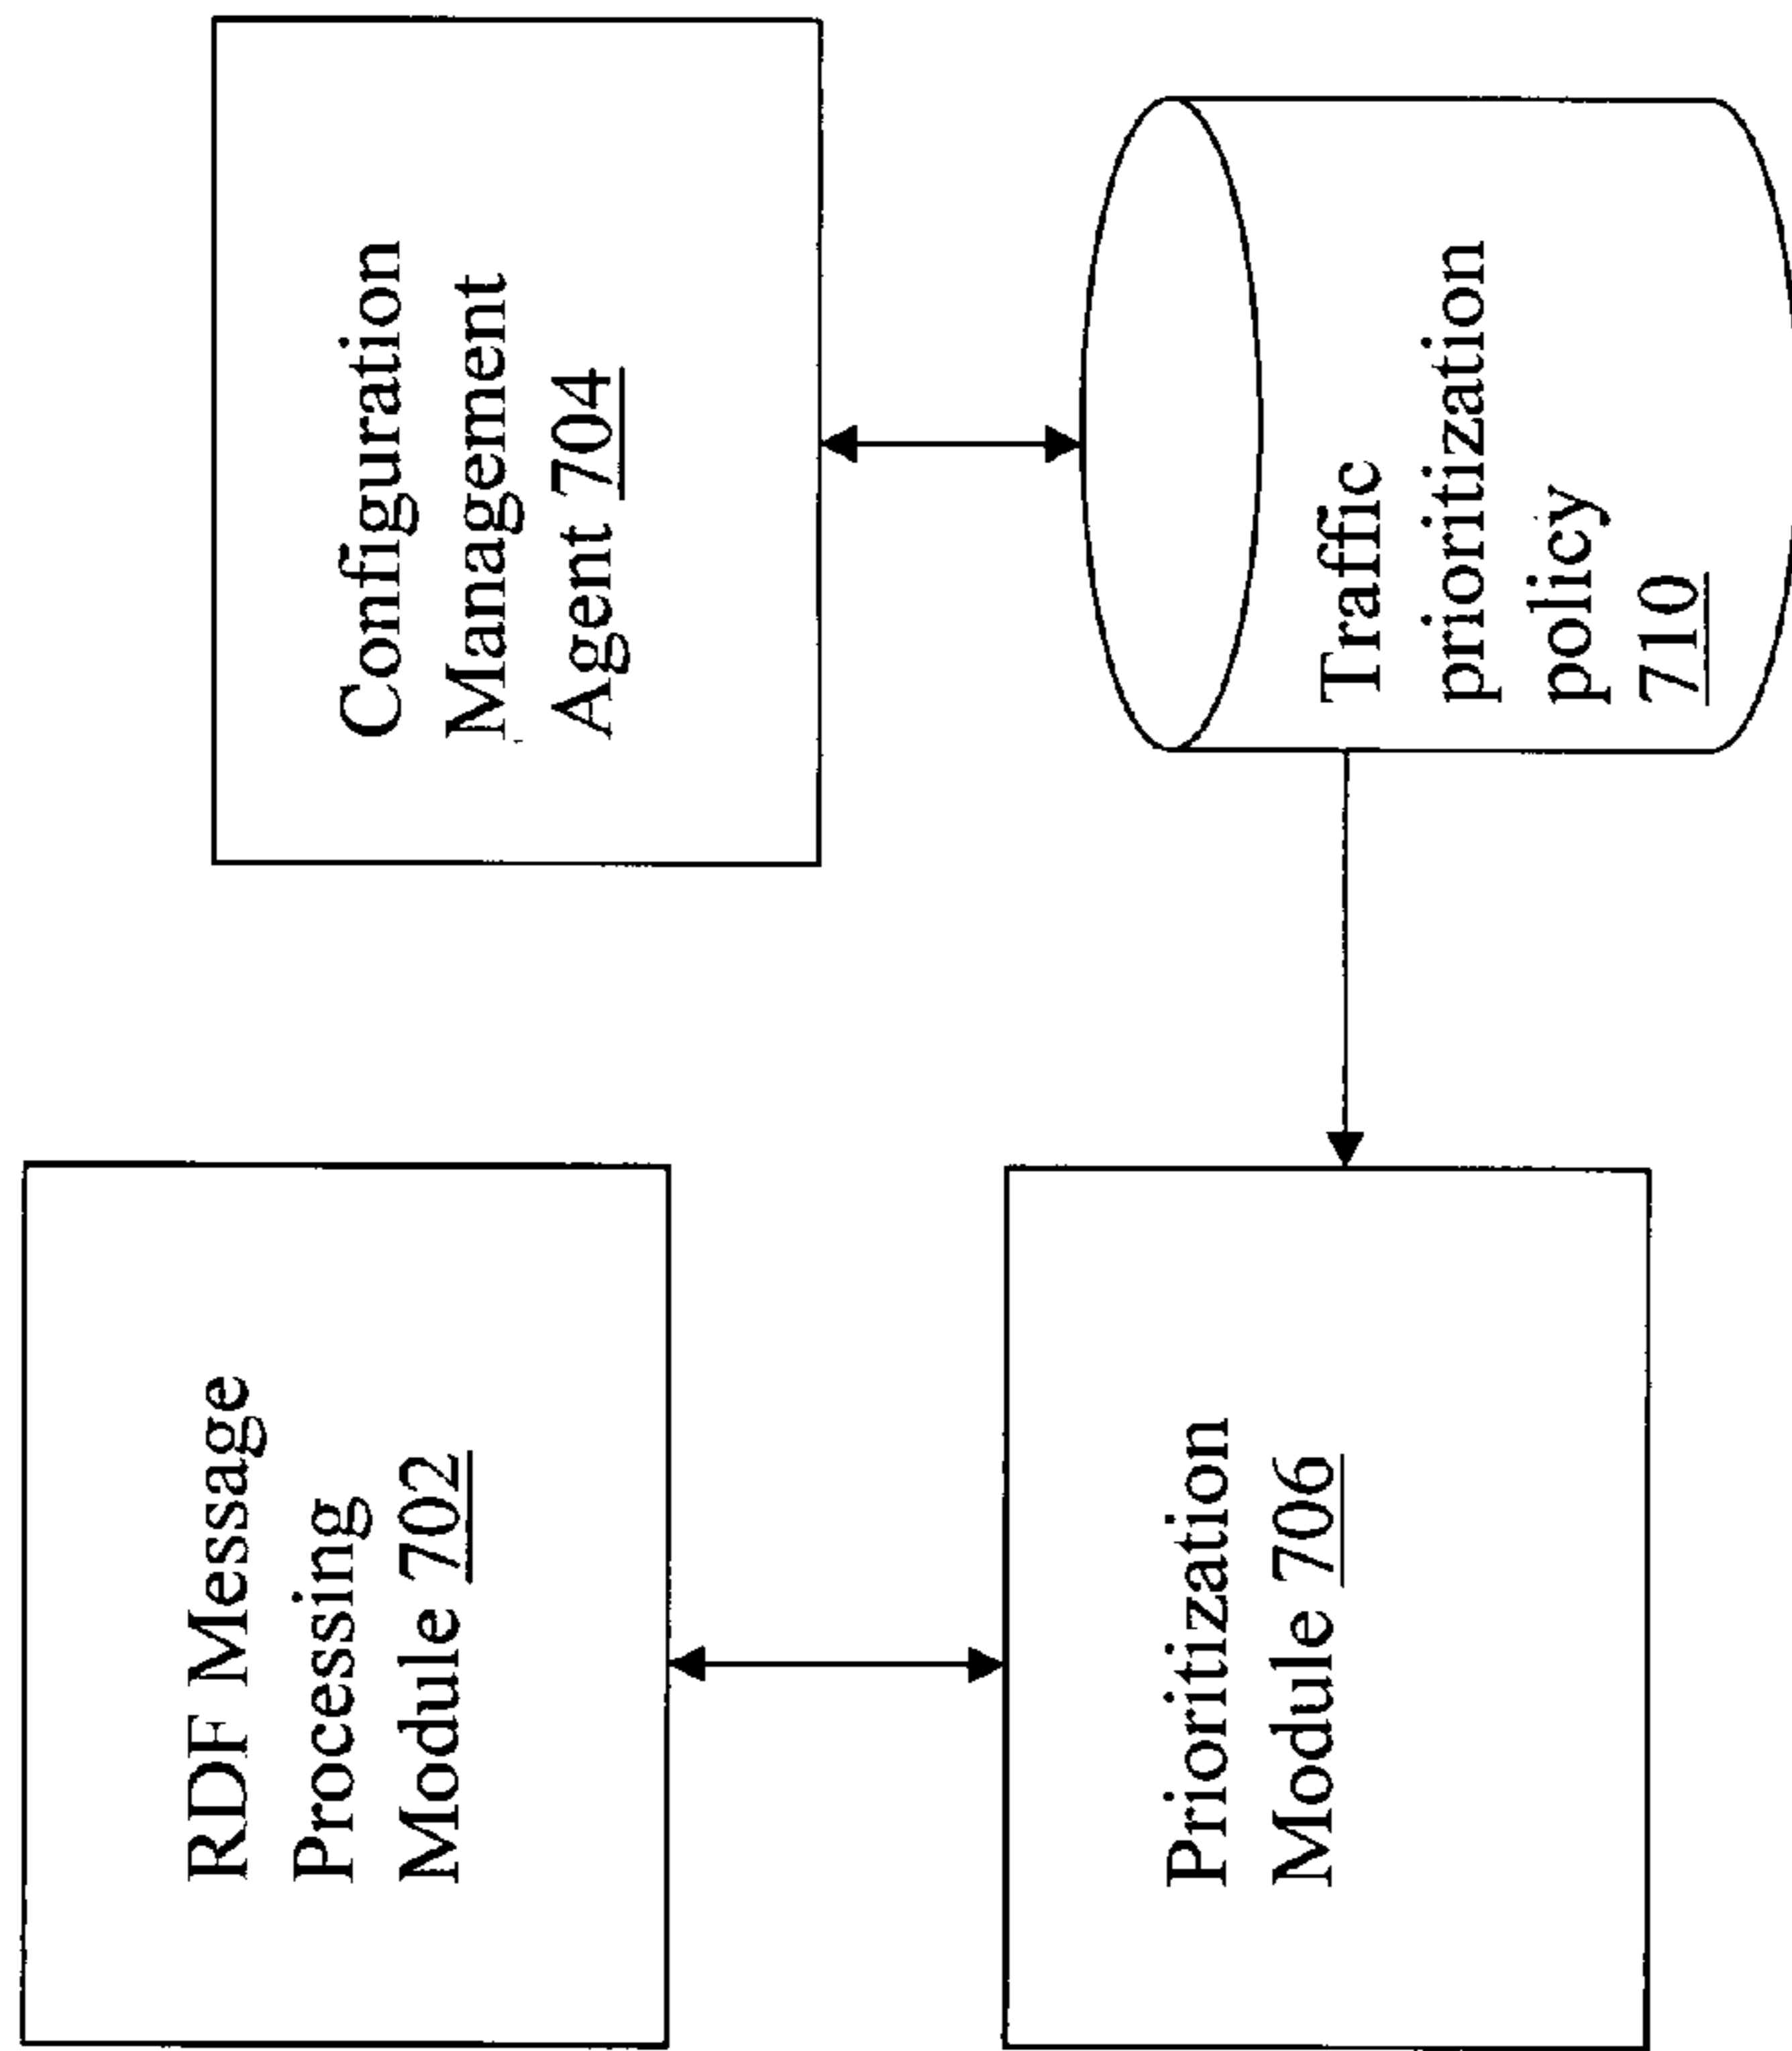 RDF Message
Processing
Module 702
Configuration
Management
Agent 704
Prioritization
Module 706
Traffic
prioritization
policy
710